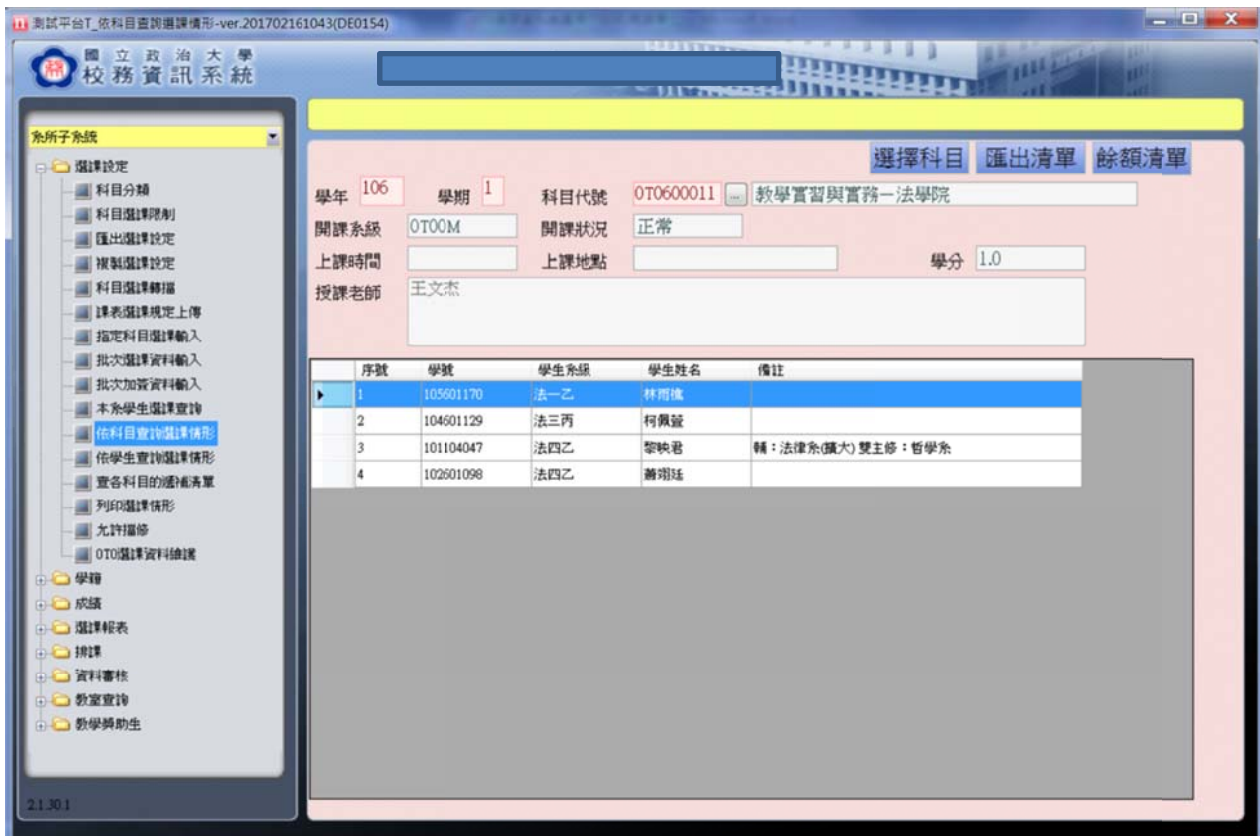 測試平台T_依科目查詢選課情形-ver.201702161043(DE0154)
國立政治大學
校務資訊系統
系所子系統
選課設定
科目分類
科目選課限制
匯出選課設定
複製選課設定
科目選課轉檔
課表選課規定上傳
指定科目選課輸入
批次選課資料輸入
批次加簽資料輸入
本系學生選課查詢
依科目查詢選課情形
依學生查詢選課情形
查各科目的遞補清單
列印選課情形
允許擋修
0T0選課資料維護
學籍
成績
選課報表
排課
資料審核
教室查詢
教學獎助生
2.1.30.1
選擇科目 匯出清單 餘額清單
學年 106 學期 1 科目代號 0T0600011 ... 教學實習與實務－法學院
開課系級 0T00M 開課狀況 正常
上課時間 上課地點 學分 1.0
授課老師 王文杰
序號 學號 學生系級 學生姓名 備註
1 105601170 法一乙 林雨
2 104601129 法三丙 柯佩萱
3 101104047 法四乙 黎映君 輔：法律系(擴大) 雙主修：哲學系
4 102601098 法四乙 蕭翊廷